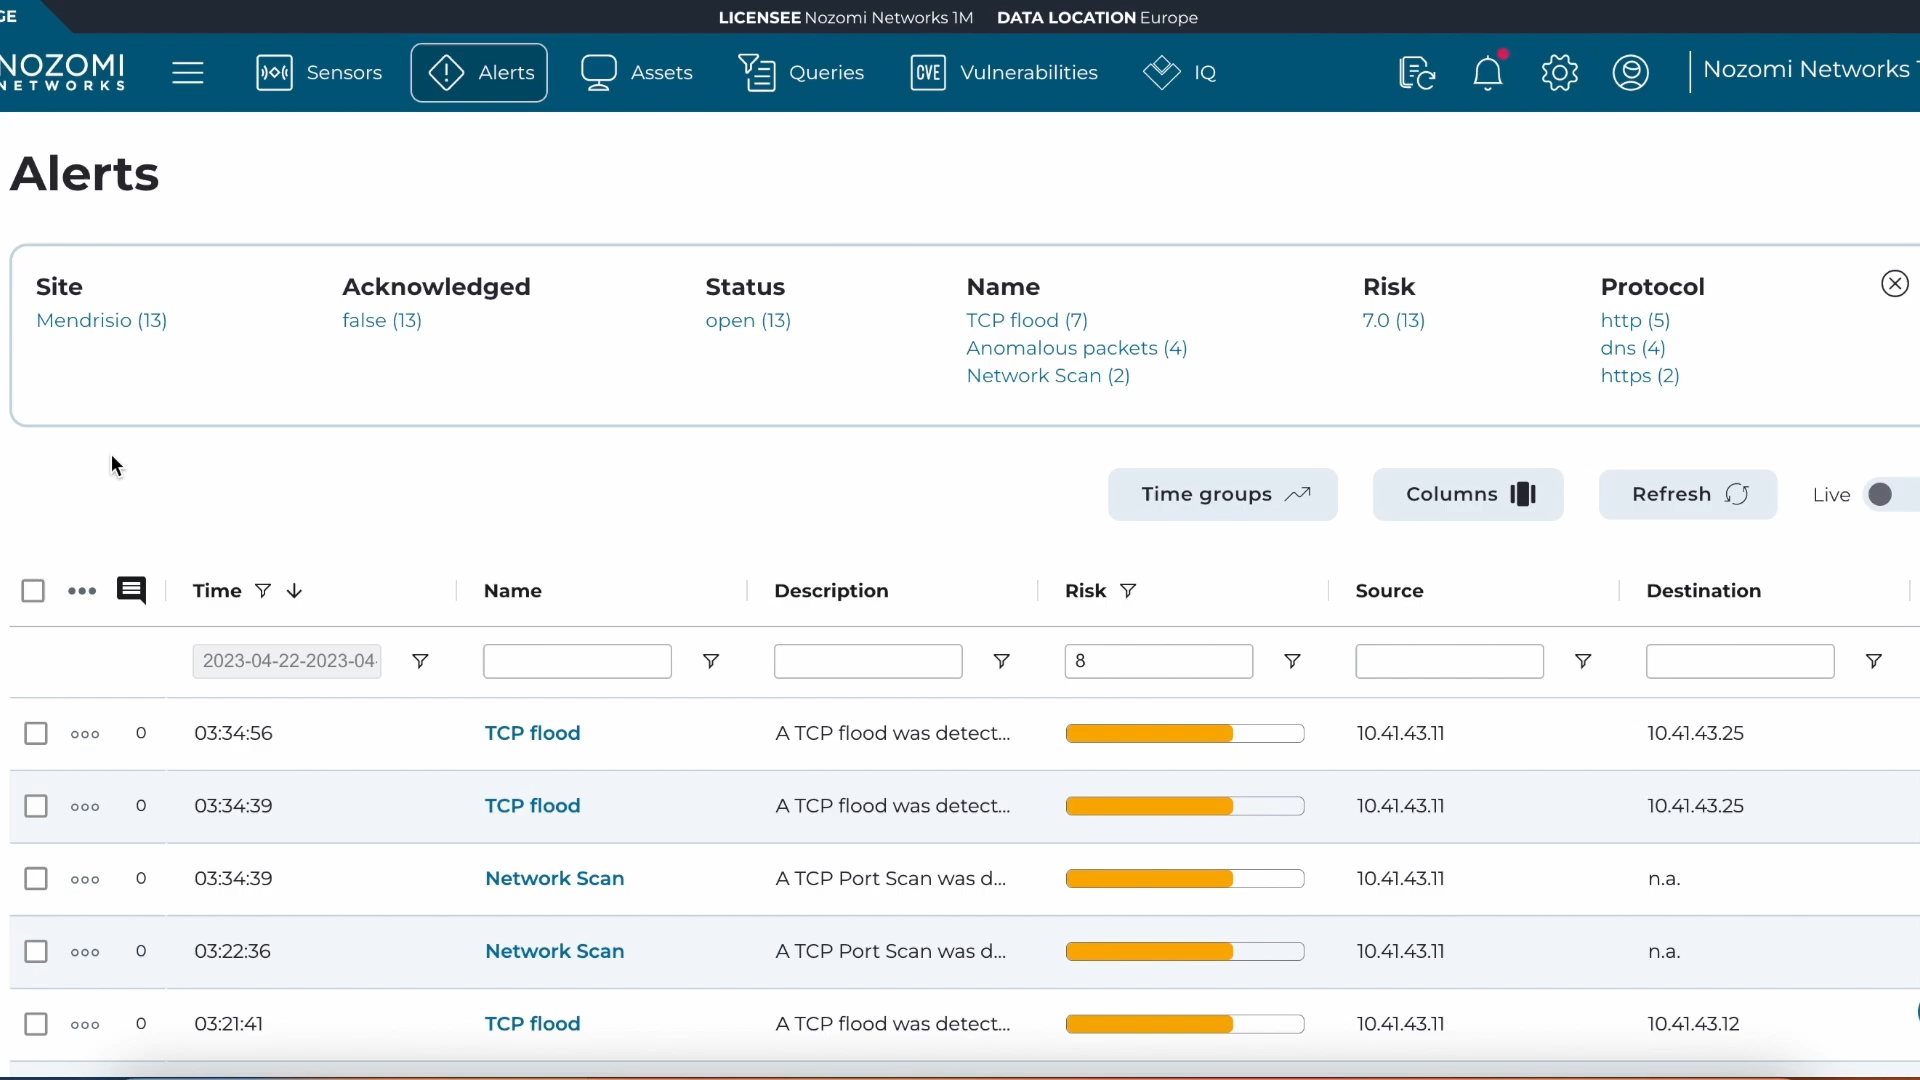 GE
LICENSEE Nozomi Networks 1M DATA LOCATION Europe
NOZOMI
NETWORKS
Sensors
Alerts
Assets
Queries
CVE
Vulnerabilities
IQ
Nozomi Networks 1
Alerts
Site Acknowledged Status Name Risk Protocol
Mendrisio (13) false (13) open (13) TCP flood (7) 7.0 (13) http (5)
Anomalous packets (4) dns (4)
Network Scan (2) https (2)
Time groups Columns Refresh Live
Time Name Description Risk Source Destination
2023-04-22-2023-04- 8
0 03:34:56 TCP flood A TCP flood was detect... 10.41.43.11 10.41.43.25
0 03:34:39 TCP flood A TCP flood was detect... 10.41.43.11 10.41.43.25
0 03:34:39 Network Scan A TCP Port Scan was d... 10.41.43.11 n.a.
0 03:22:36 Network Scan A TCP Port Scan was d... 10.41.43.11 n.a.
0 03:21:41 TCP flood A TCP flood was detect... 10.41.43.11 10.41.43.12